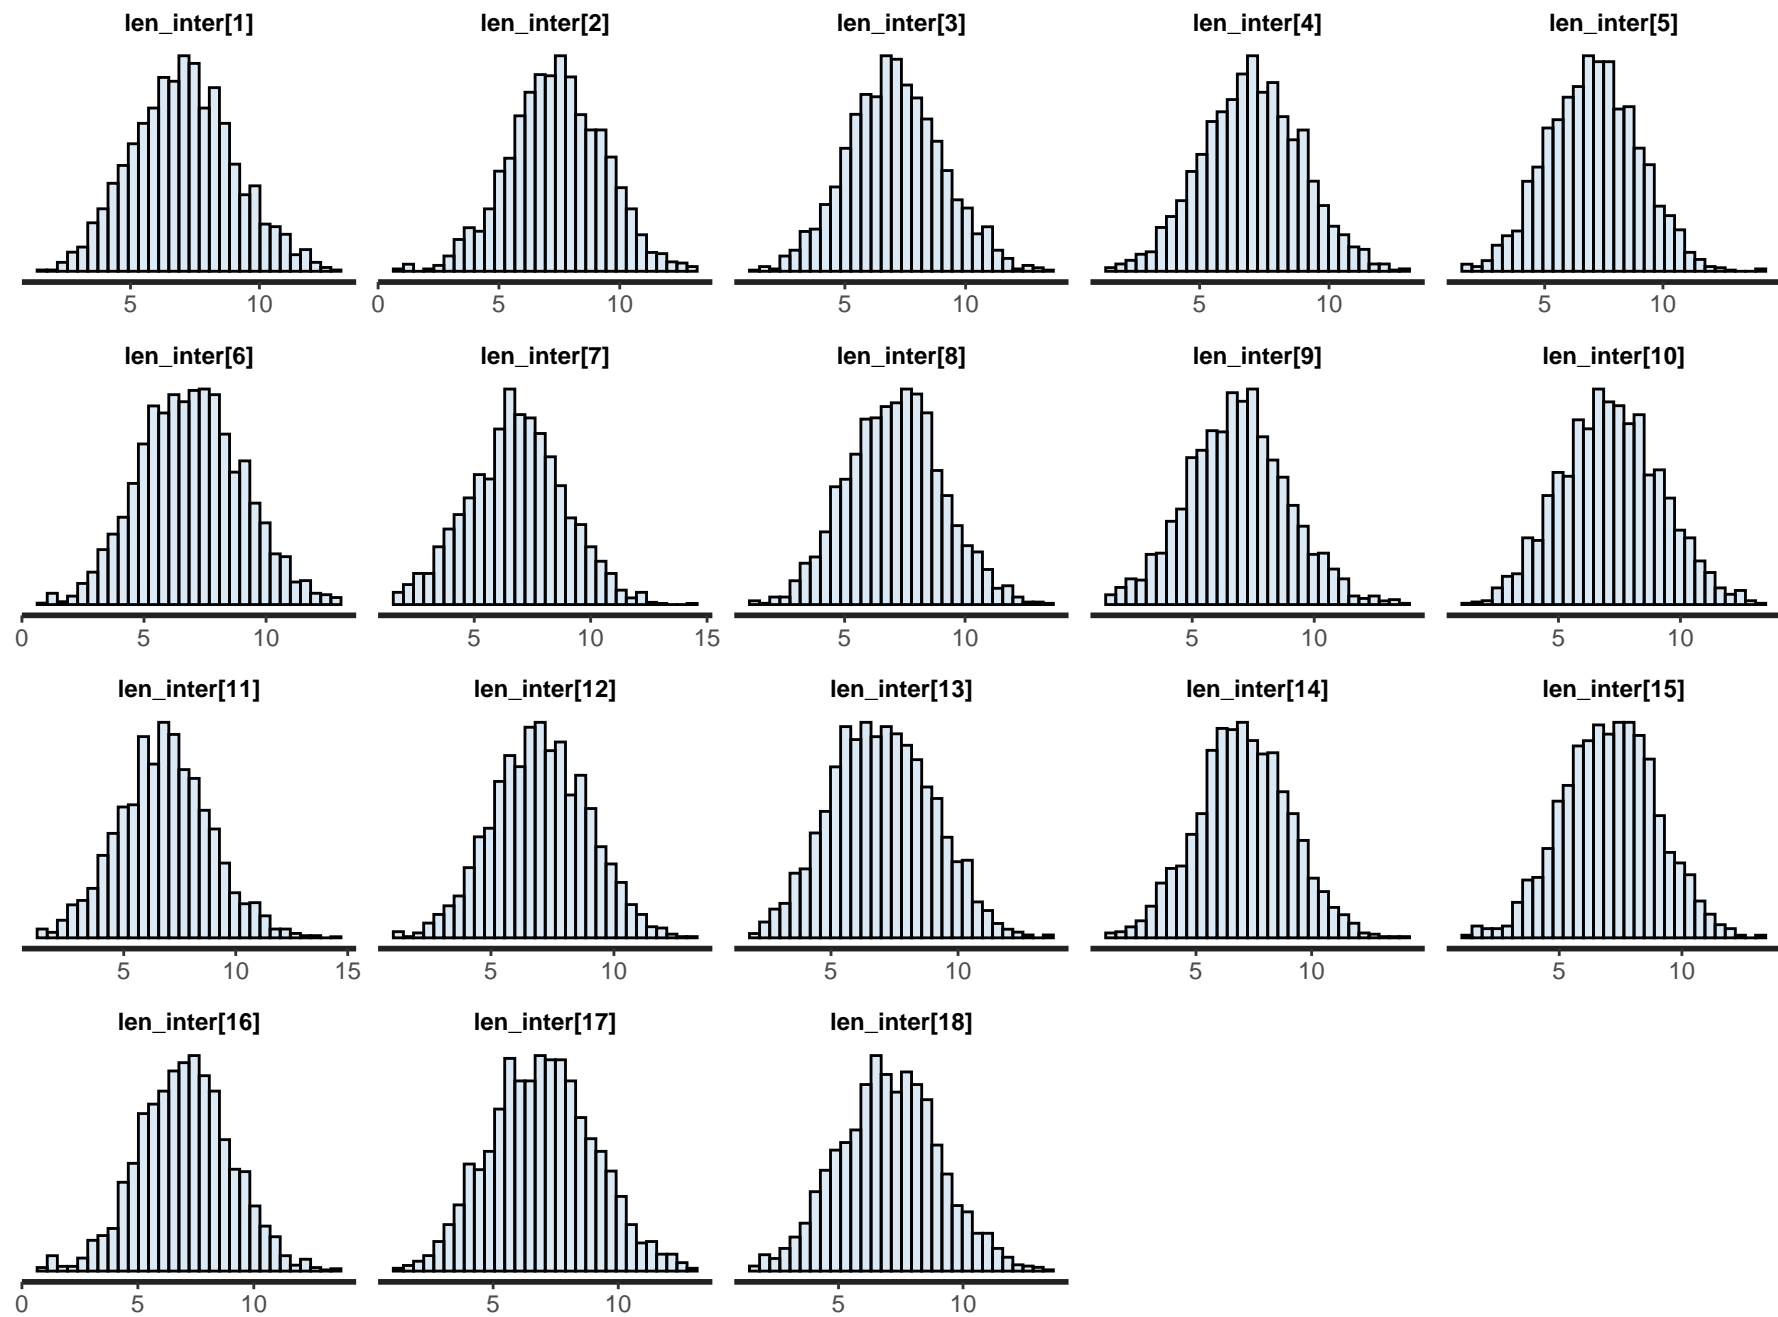 len_inter[1] len_inter[2] len_inter[3] len_inter[4] len_inter[5]
5 10 0 5 10 5 10 5 10 5 10
len_inter[6] len_inter[7] len_inter[8] len_inter[9] len_inter[10]
0 5 10 5 10 15 5 10 5 10 5 10
len_inter[11] len_inter[12] len_inter[13] len_inter[14] len_inter[15]
5 10 15 5 10 5 10 5 10 5 10
len_inter[16] len_inter[17] len_inter[18]
0 5 10 5 10 5 10